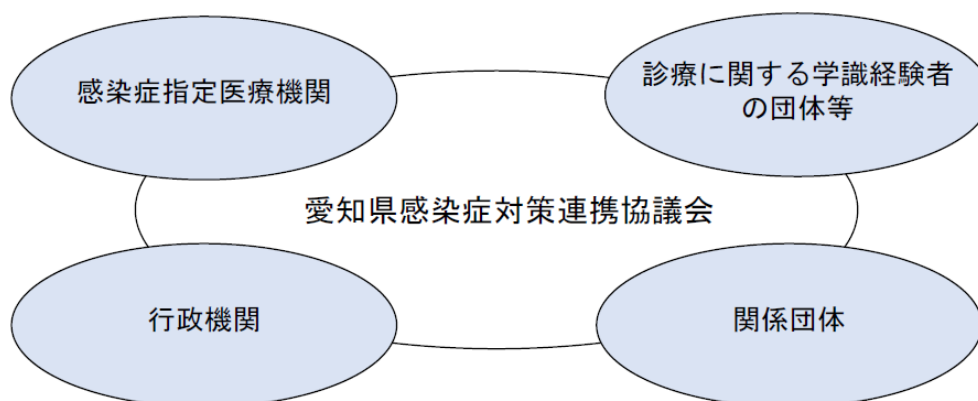 感染症指定医療機関
診療に関する学識経験者
の団体等
愛知県感染症対策連携協議会
行政機関
関係団体